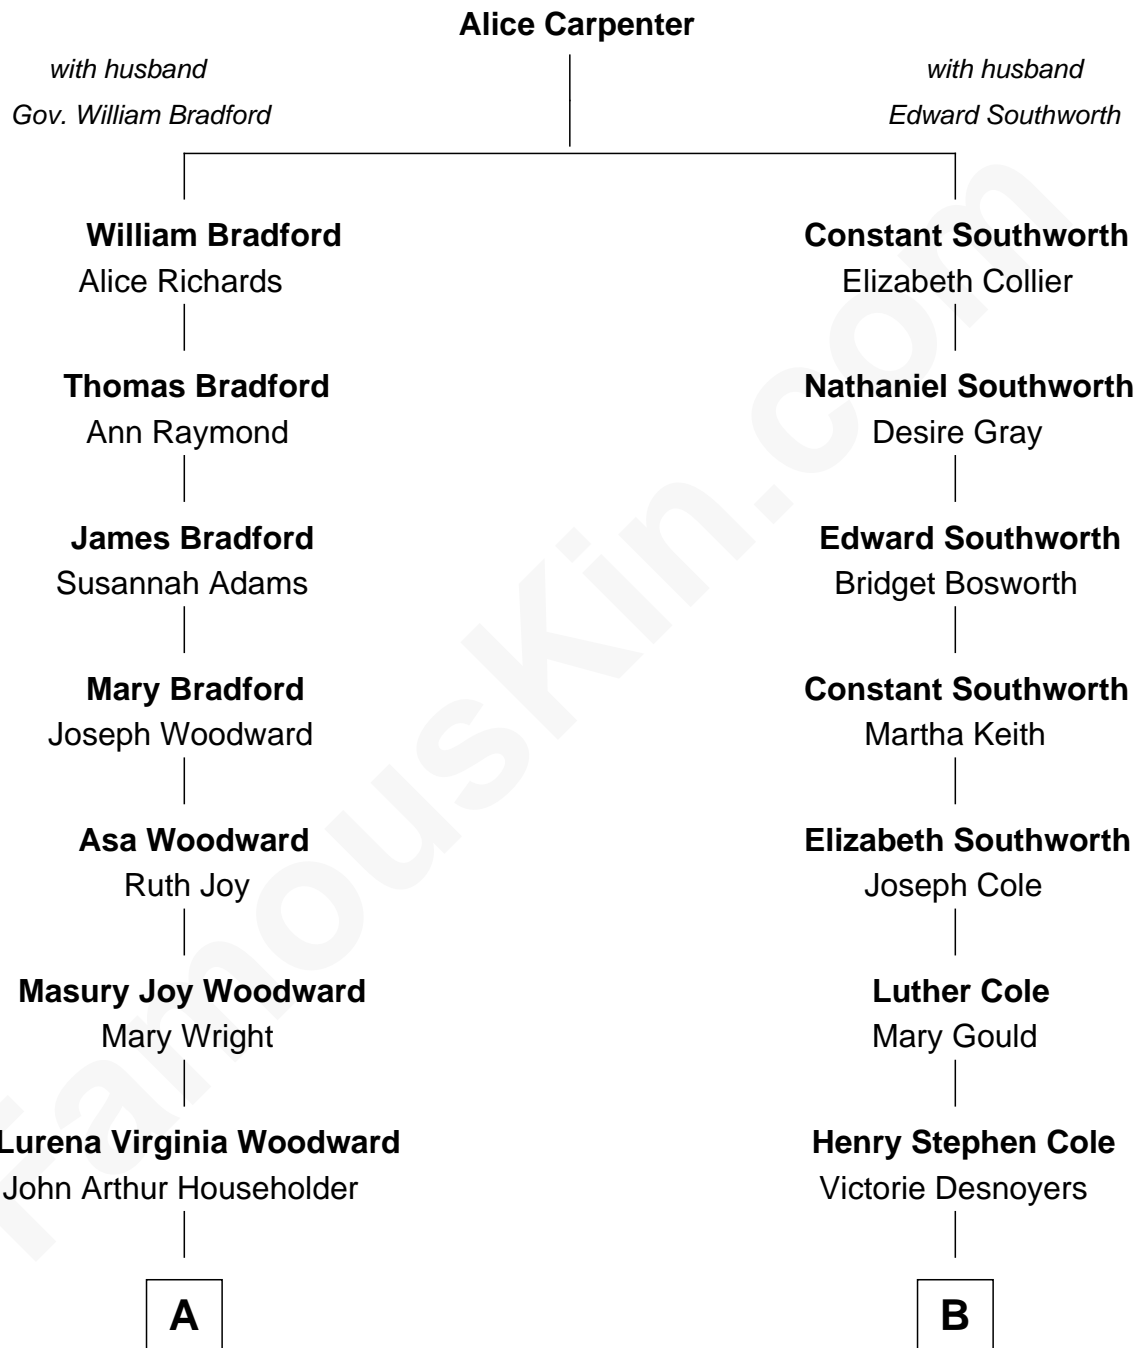 Alice Carpenter
with husband
Gov. William Bradford
with husband
Edward Southworth
William Bradford
Alice Richards
Thomas Bradford
Ann Raymond
James Bradford
Susannah Adams
Mary Bradford
Joseph Woodward
Asa Woodward
Ruth Joy
Masury Joy Woodward
Mary Wright
Lurena Virginia Woodward
John Arthur Householder
A
Constant Southworth
Elizabeth Collier
Nathaniel Southworth
Desire Gray
Edward Southworth
Bridget Bosworth
Constant Southworth
Martha Keith
Elizabeth Southworth
Joseph Cole
Luther Cole
Mary Gould
Henry Stephen Cole
Victorie Desnoyers
B
FamousKin.com